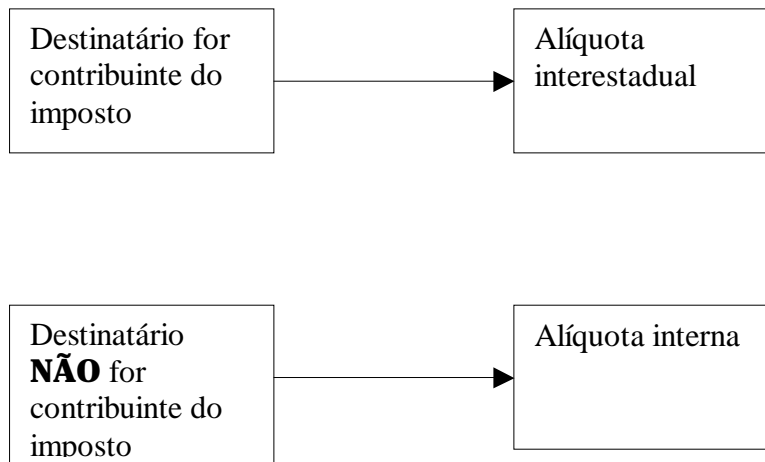 Destinatário for
contribuinte do
imposto
Alíquota
interestadual
Destinatário
NÃO for
contribuinte do
imposto
Alíquota interna